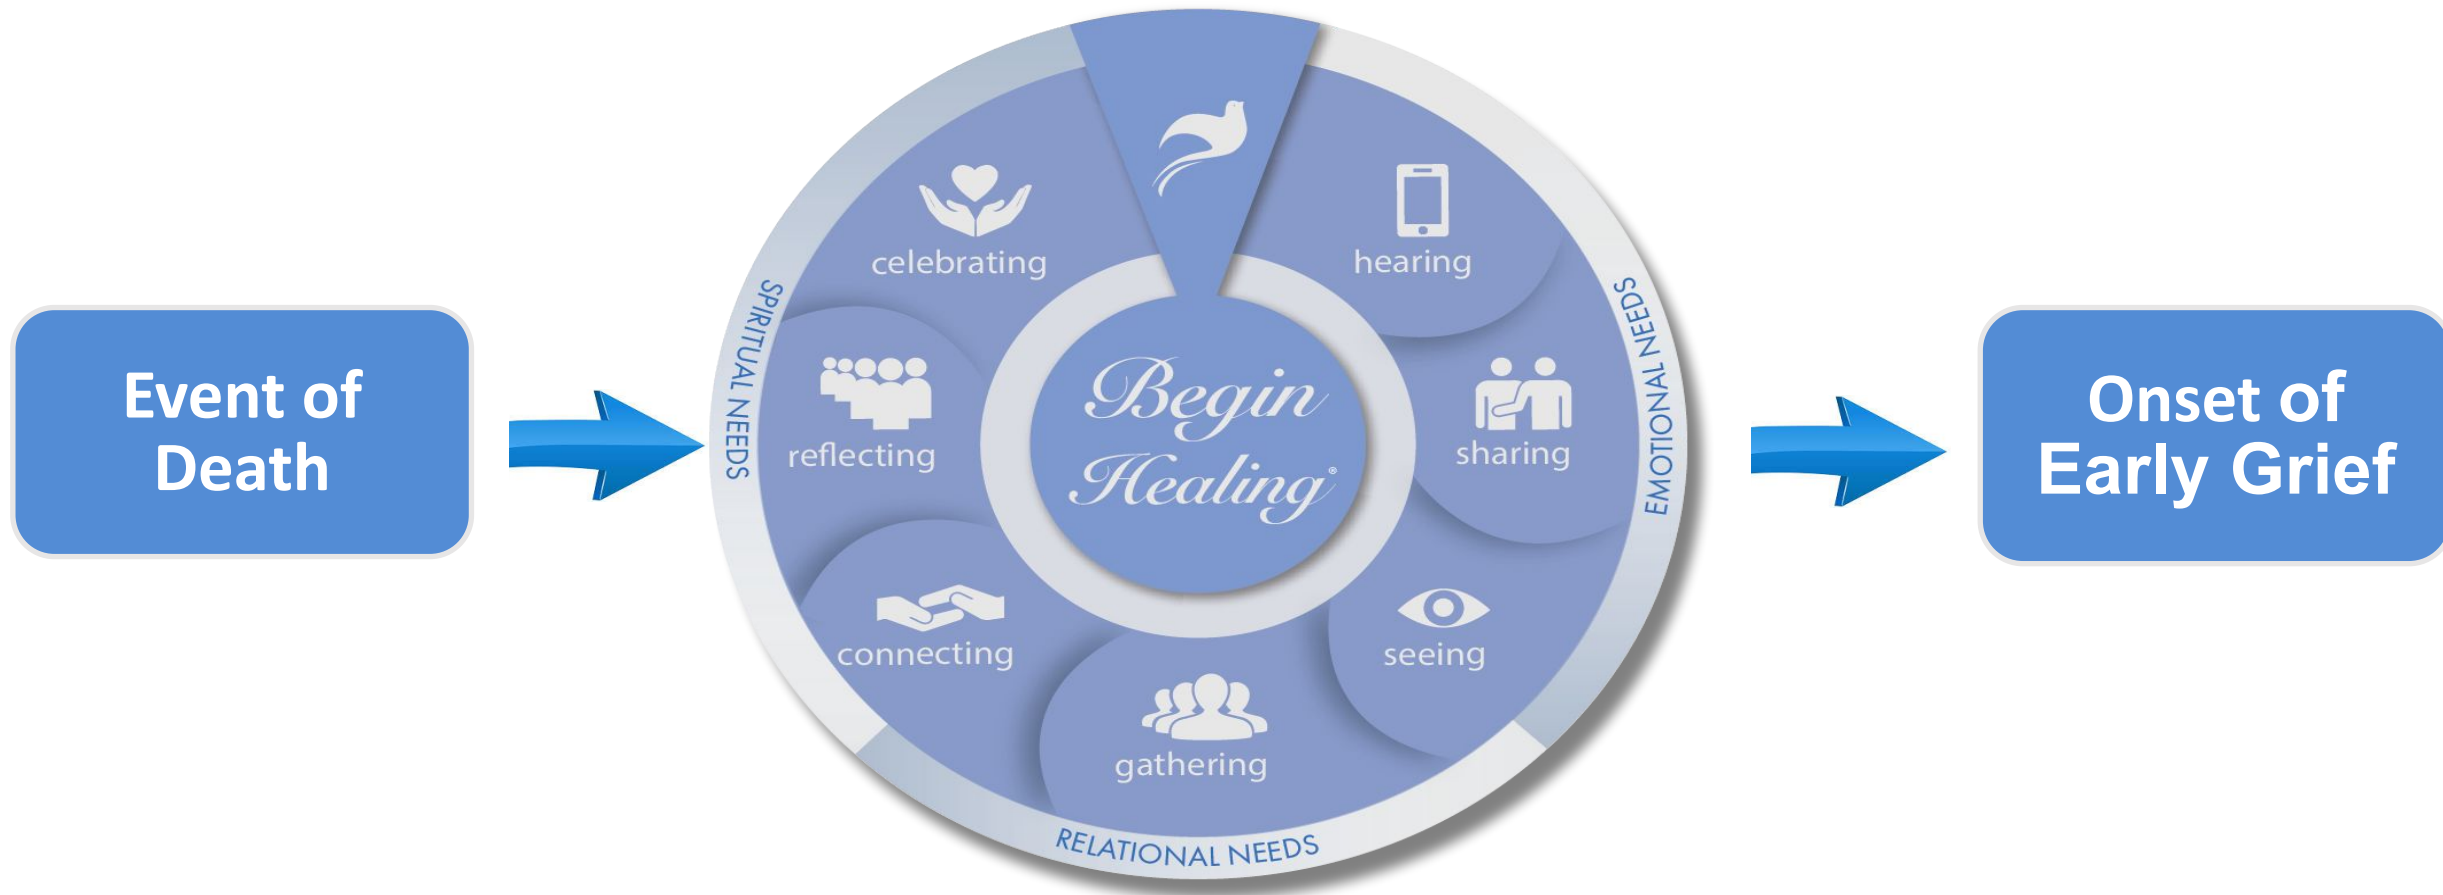 Event of
Death
celebrating
hearing
SPIRITUAL NEEDS
EMOTIONAL NEEDS
reflecting
Begin
Healing®
sharing
connecting
seeing
gathering
RELATIONAL NEEDS
Onset of
Early Grief